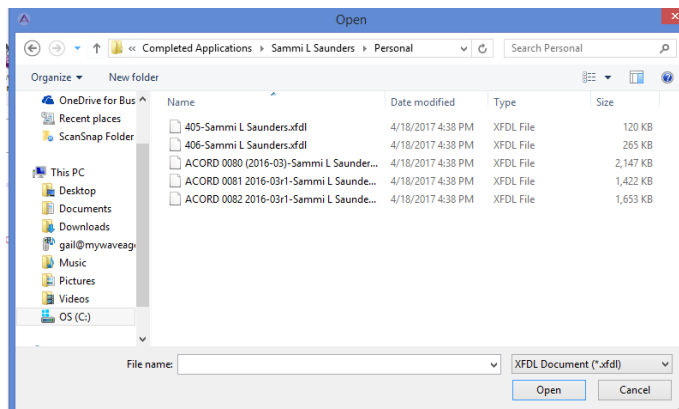 Open
« Completed Applications Sammi L Saunders Personal Search Personal
Organize New folder
OneDrive for Bus
Recent places
ScanSnap Folder
This PC
Desktop
Documents
Downloads
gail@mywaveage
Music
Pictures
Videos
OS (C:)
Name Date modified Type Size
405-Sammi L Saunders.xfdl 4/18/2017 4:38 PM XFDL File 120 KB
406-Sammi L Saunders.xfdl 4/18/2017 4:38 PM XFDL File 265 KB
ACORD 0080 (2016-03)-Sammi L Saunder... 4/18/2017 4:38 PM XFDL File 2,147 KB
ACORD 0081 2016-03r1-Sammi L Saunde... 4/18/2017 4:38 PM XFDL File 1,422 KB
ACORD 0082 2016-03r1-Sammi L Saunde... 4/18/2017 4:38 PM XFDL File 1,653 KB
File name: XFDL Document (*.xfdl)
Open Cancel